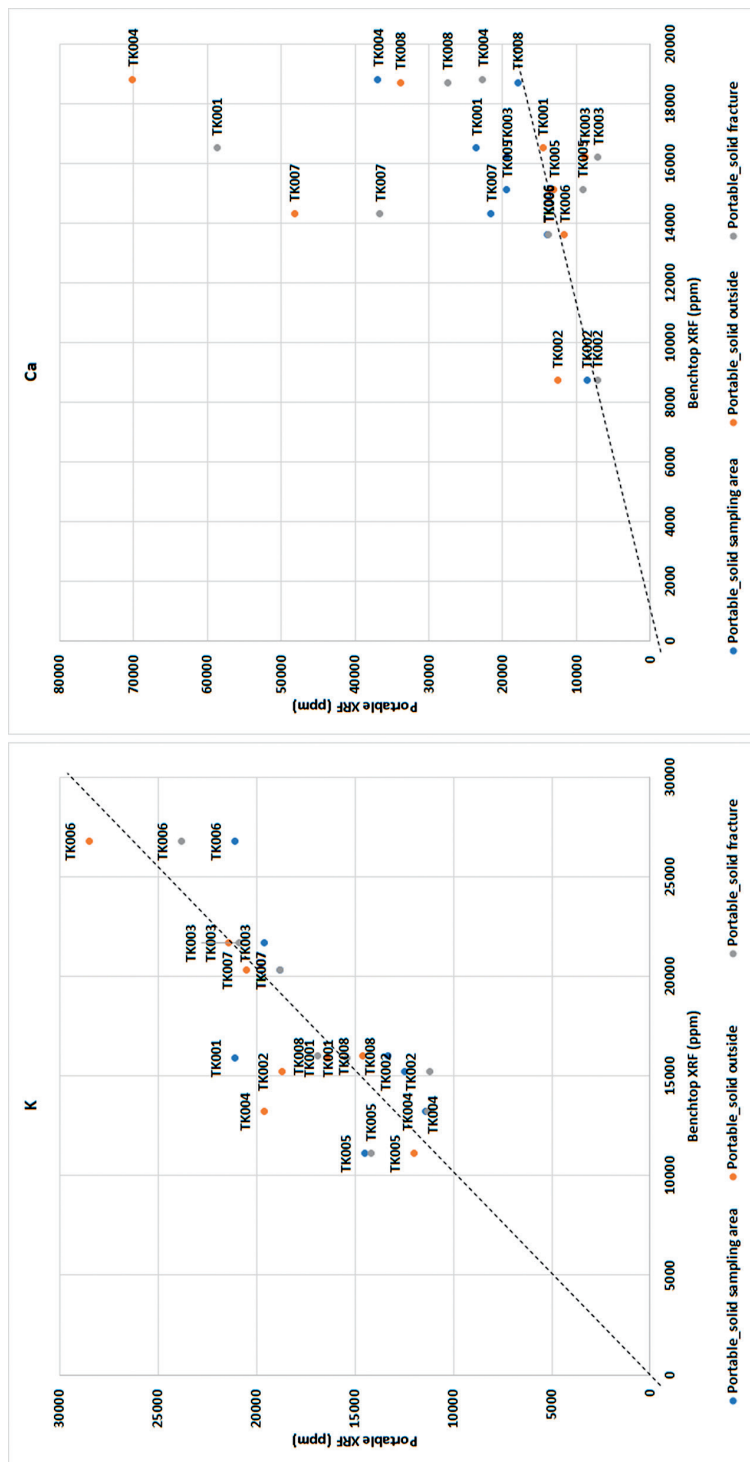 K
30000
25000
20000
15000
10000
5000
0
Portable XRF (ppm)
TK006
TK006
TK006
TK003
TK003
TK003
TK007
TK007
TK001
TK008
TK001
TK001
TK008
TK008
TK002
TK002
TK002
TK004
TK004
TK004
TK005
TK005
TK005
0
5000
10000
15000
20000
25000
30000
Benchtop XRF (ppm)
Portable_solid sampling area
Portable_solid outside
Portable_solid fracture
Ca
80000
70000
60000
50000
40000
30000
20000
10000
0
Portable XRF (ppm)
TK004
TK001
TK007
TK007
TK004
TK008
TK008
TK004
TK001
TK007
TK003
TK005
TK008
TK001
TK005
TK006
TK006
TK003
TK003
TK005
TK002
TK002
TK002
0
2000
4000
6000
8000
10000
12000
14000
16000
18000
20000
Benchtop XRF (ppm)
Portable_solid sampling area
Portable_solid outside
Portable_solid fracture